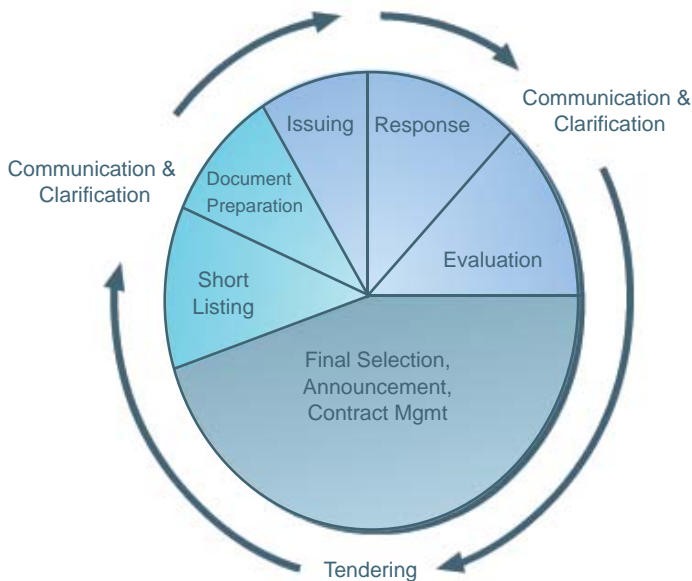 Communication &
Clarification
Issuing
Response
Communication &
Clarification
Document
Preparation
Evaluation
Short
Listing
Final Selection,
Announcement,
Contract Mgmt
Tendering